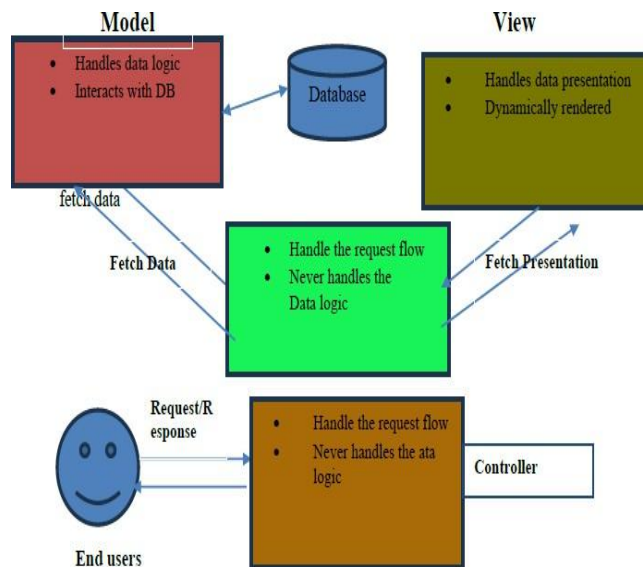 Model
View
• Handles data logic
• Interacts with DB
Database
• Handles data presentation
• Dynamically rendered
fetch data
Fetch Data
• Handle the request flow
• Never handles the
Data logic
Fetch Presentation
Request/R
esponse
• Handle the request flow
• Never handles the ata
logic
Controller
End users